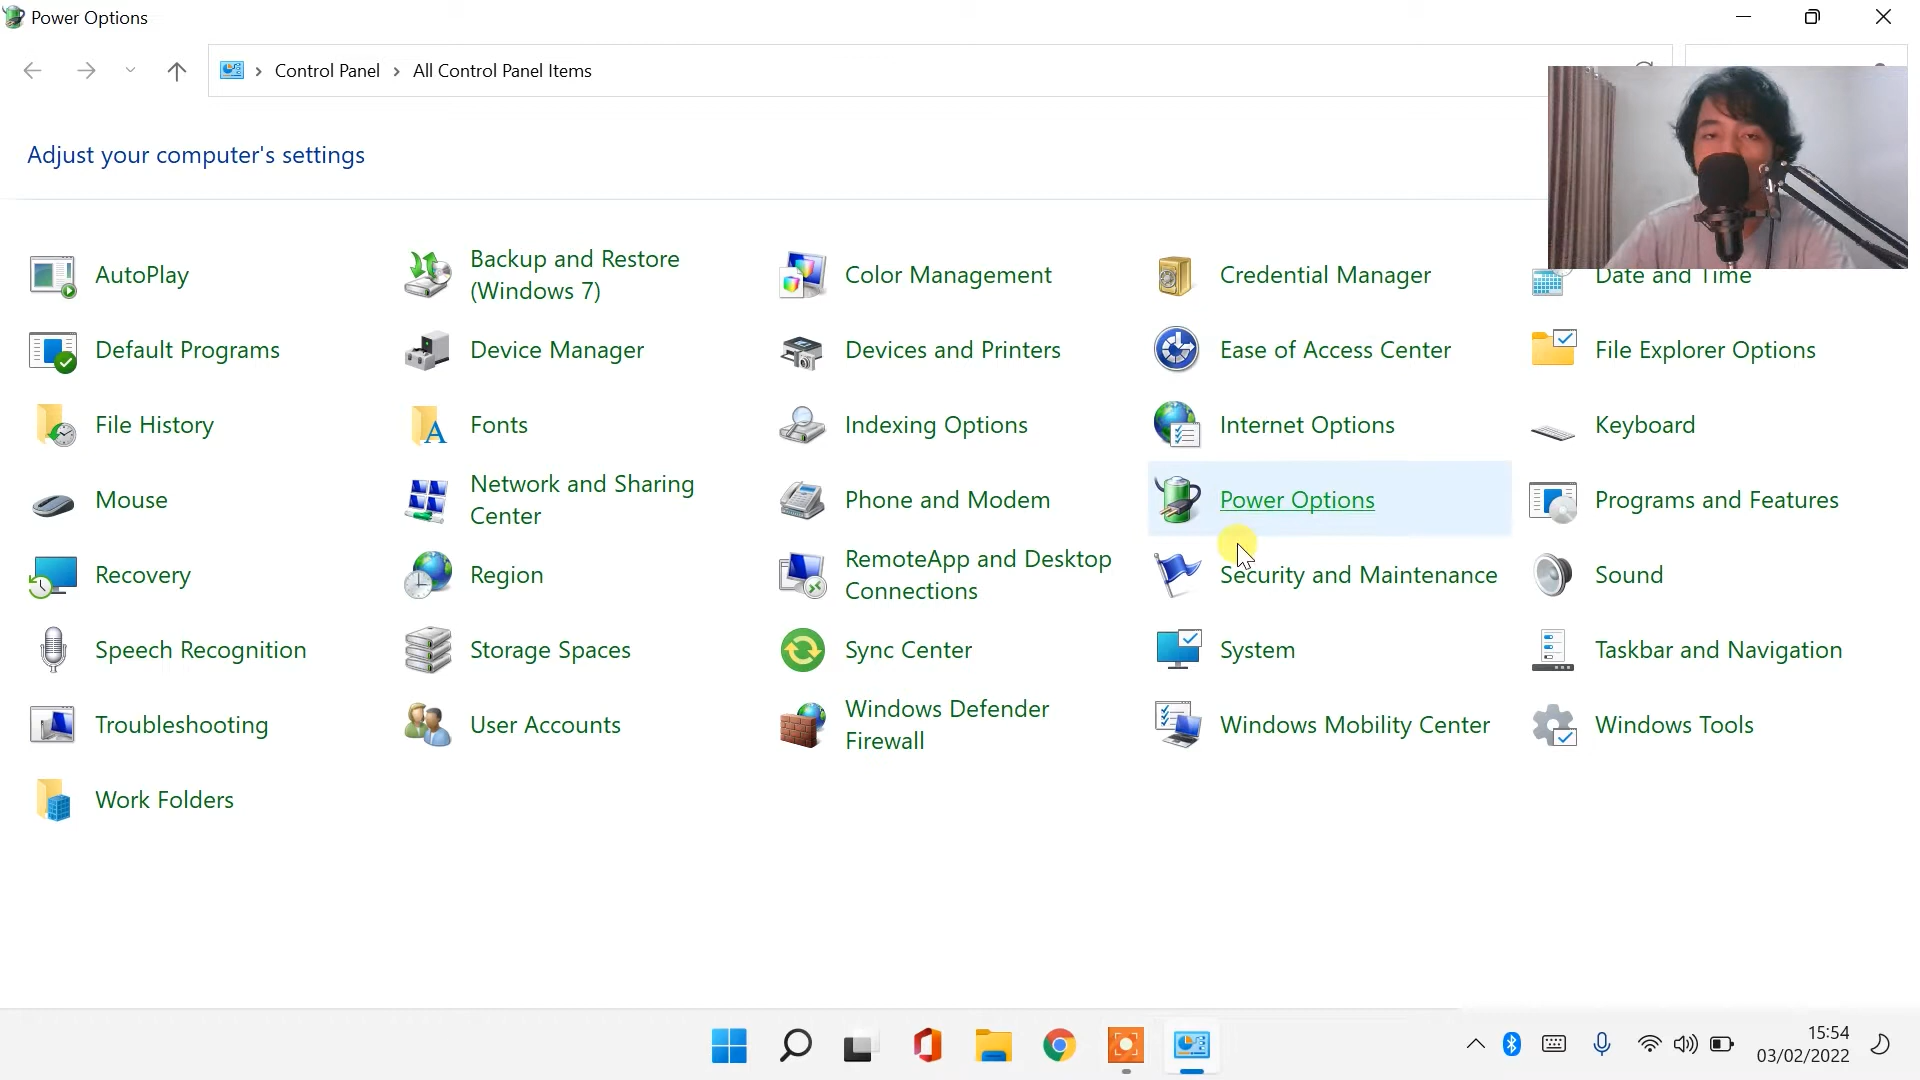 Power Options
Control Panel > All Control Panel Items
Adjust your computer's settings
AutoPlay
Backup and Restore
(Windows 7)
Color Management
Credential Manager
Date and Time
Default Programs
Device Manager
Devices and Printers
Ease of Access Center
File Explorer Options
File History
Fonts
Indexing Options
Internet Options
Keyboard
Mouse
Network and Sharing
Center
Phone and Modem
Power Options
Programs and Features
Recovery
Region
RemoteApp and Desktop
Connections
Security and Maintenance
Sound
Speech Recognition
Storage Spaces
Sync Center
System
Taskbar and Navigation
Troubleshooting
User Accounts
Windows Defender
Firewall
Windows Mobility Center
Windows Tools
Work Folders
15:54
03/02/2022